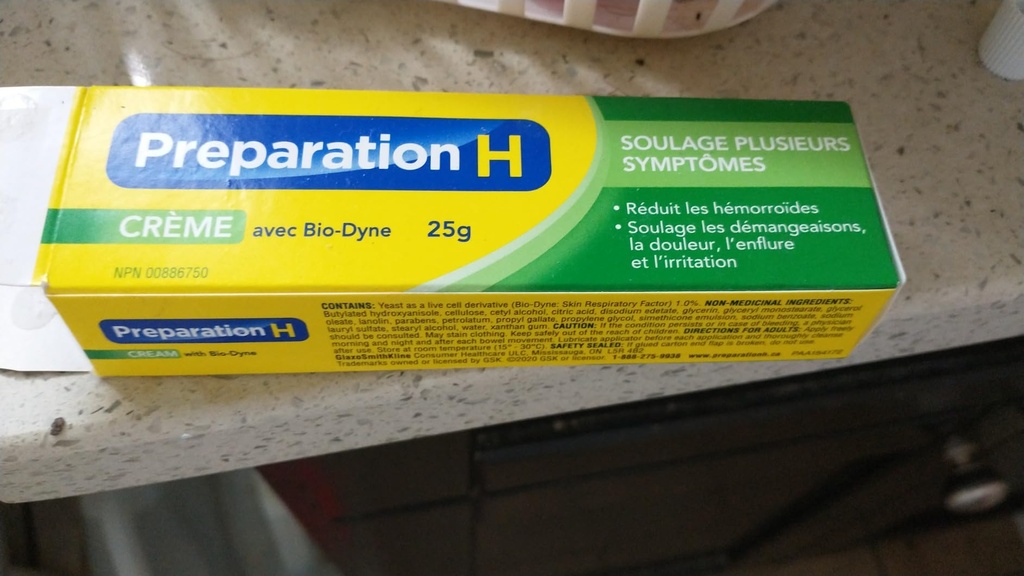 Preparation H
SOULAGE PLUSIEURS
SYMPTÔMES
CRÈME avec Bio-Dyne 25g
• Réduit les hémorroïdes
• Soulage les démangeaisons,
la douleur, l'enflure
et l'irritation
NPN 00886750
Preparation H
CREAM with Bio-Dyne
CONTAINS: Yeast as a live cell derivative (Bio-Dyne: Skin Respiratory Factor) 1.0%. NON-MEDICINAL INGREDIENTS:
Butylated hydroxyanisole, cellulose, cetyl alcohol, citric acid, disodium edetate, glycerin, glyceryl monostearate, glycerol
oleate, lanolin, parabens, petrolatum, propyl gallate, propylene glycol, simethicone emulsion, sodium benzoate, sodium
lauryl sulfate, stearyl alcohol, water, xanthan gum. CAUTION: If the condition persists or in case of bleeding, a physician
should be consulted. May stain clothing. Keep safely out of the reach of children. DIRECTIONS FOR ADULTS: Apply freely
morning and night and after each bowel movement. Lubricate applicator before each application and thoroughly cleanse
after use. Store at room temperature (15° - 30°C). SAFETY SEALED: If glued carton end flap is broken, do not use.
GlaxoSmithKline Consumer Healthcare ULC, Mississauga, ON L5R 4B2
Trademarks owned or licensed by GSK. ©2020 GSK or licensor. 1-888-275-9938 www.preparationh.ca